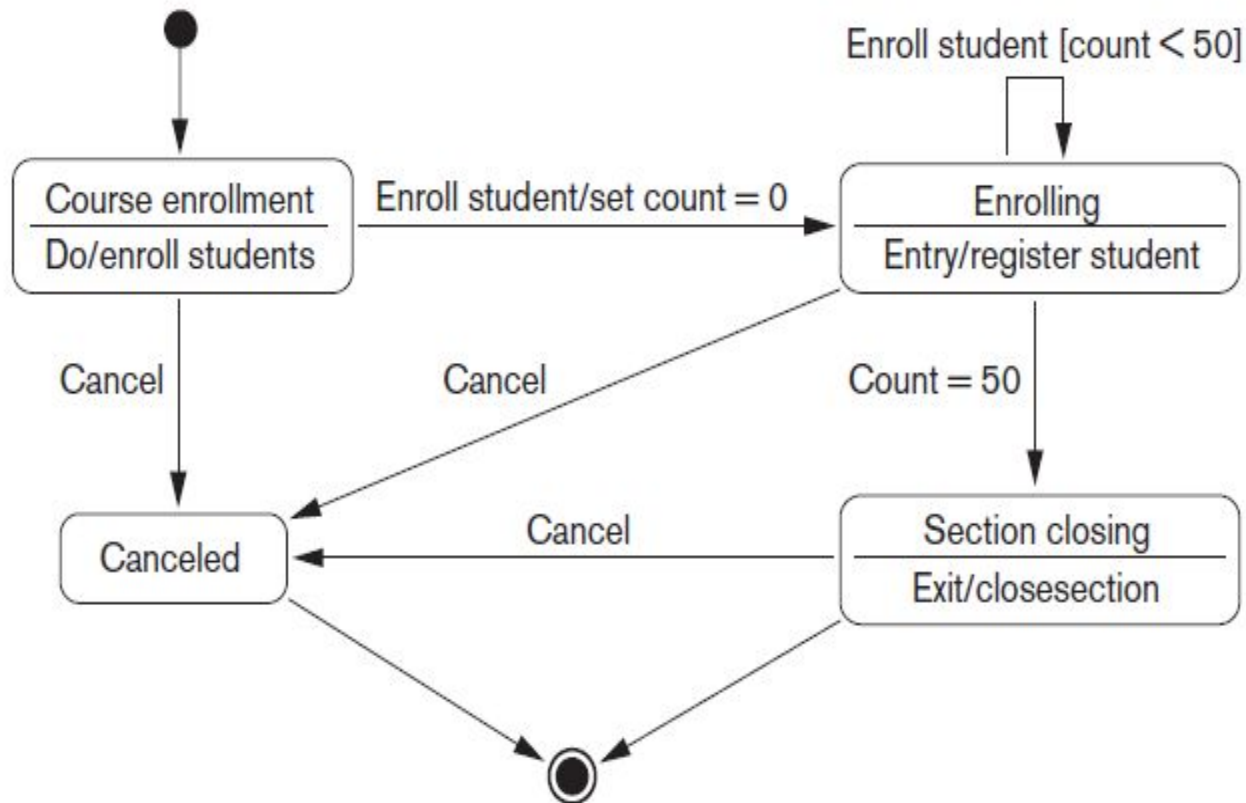 Enroll student [count < 50]
Course enrollment
Do/enroll students
Enroll student/set count = 0
Enrolling
Entry/register student
Cancel
Cancel
Count = 50
Canceled
Cancel
Section closing
Exit/closesection